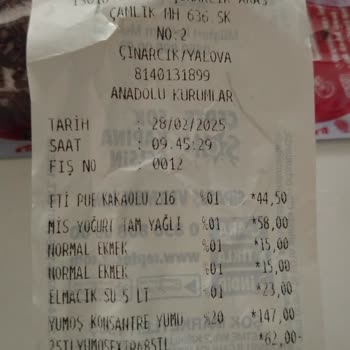 ÇAMLIK MH 636.SK
NO:2
ÇINARCIK/YALOVA
8140131899
ANADOLU KURUMLAR
TARİH : 28/02/2025
SAAT : 09.45:29
FİŞ NO : 0012
ETİ PUF KAKAOLU 216 %01 *44,50
MİS YOĞURT TAM YAĞLI %01 *58,00
NORMAL EKMEK %01 *15,00
NORMAL EKMEK %01 *15,00
ELMACIK SU 5 LT %01 *23,00
YUMOŞ KONSANTRE YUMU %20 *147,00
*62,00-